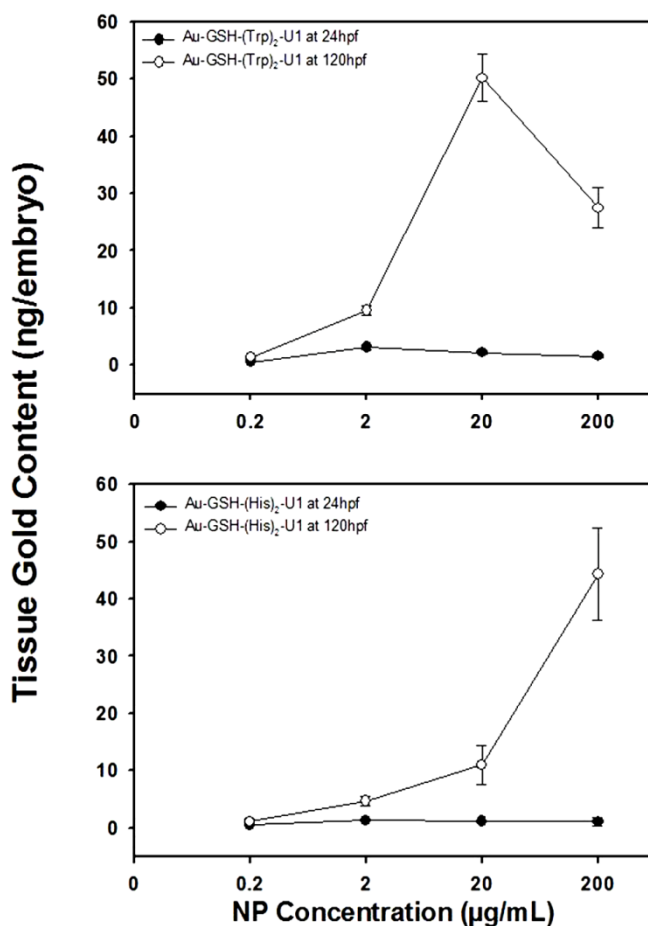 Tissue Gold Content (ng/embryo)
60
50
40
30
20
10
0
Au-GSH-(Trp)₂-U1 at 24hpf
Au-GSH-(Trp)₂-U1 at 120hpf
0 0.2 2 20 200
60
50
40
30
20
10
0
Au-GSH-(His)₂-U1 at 24hpf
Au-GSH-(His)₂-U1 at 120hpf
0 0.2 2 20 200
NP Concentration (µg/mL)